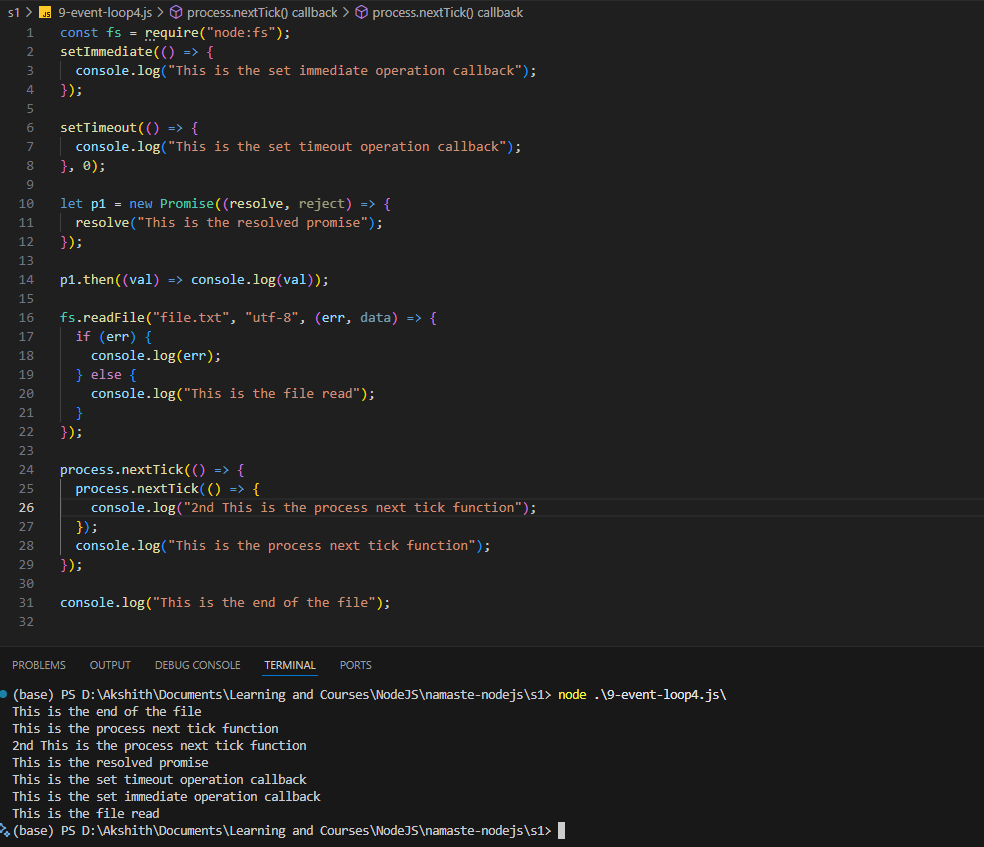 s1 > JS 9-event-loop4.js > process.nextTick() callback > process.nextTick() callback
1 const fs = require("node:fs");
2 setImmediate(() => {
3   console.log("This is the set immediate operation callback");
4 });
5
6 setTimeout(() => {
7   console.log("This is the set timeout operation callback");
8 }, 0);
9
10 let p1 = new Promise((resolve, reject) => {
11   resolve("This is the resolved promise");
12 });
13
14 p1.then((val) => console.log(val));
15
16 fs.readFile("file.txt", "utf-8", (err, data) => {
17   if (err) {
18     console.log(err);
19   } else {
20     console.log("This is the file read");
21   }
22 });
23
24 process.nextTick(() => {
25   process.nextTick(() => {
26     console.log("2nd This is the process next tick function");
27   });
28   console.log("This is the process next tick function");
29 });
30
31 console.log("This is the end of the file");
32
PROBLEMS OUTPUT DEBUG CONSOLE TERMINAL PORTS
(base) PS D:\Akshith\Documents\Learning and Courses\NodeJS\namaste-nodejs\s1> node .\9-event-loop4.js\
This is the end of the file
This is the process next tick function
2nd This is the process next tick function
This is the resolved promise
This is the set timeout operation callback
This is the set immediate operation callback
This is the file read
(base) PS D:\Akshith\Documents\Learning and Courses\NodeJS\namaste-nodejs\s1>